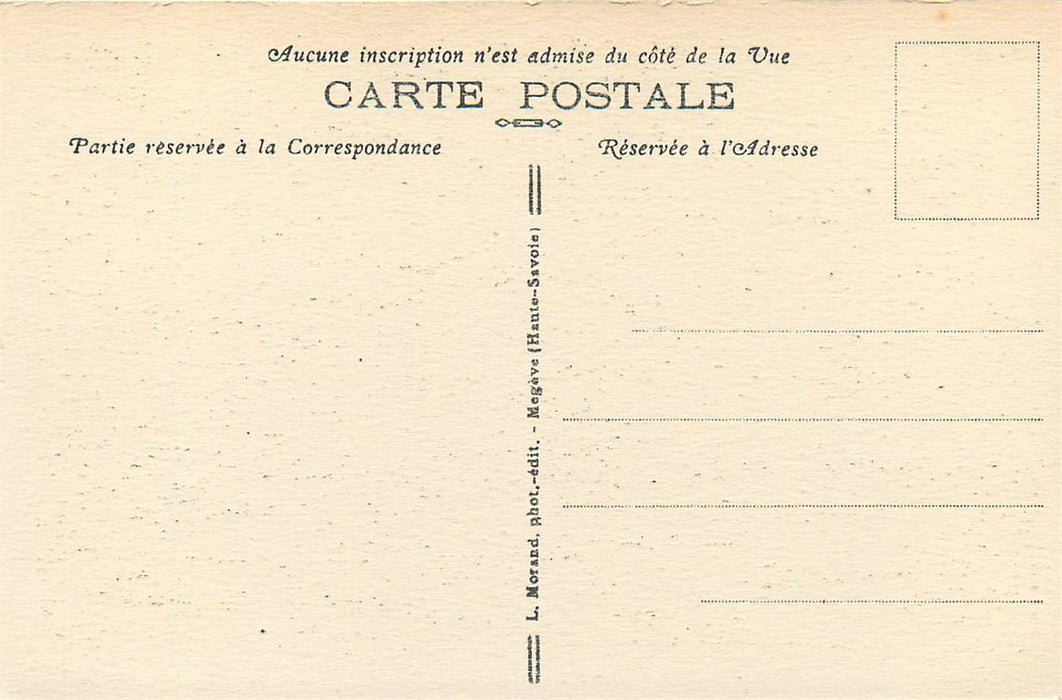 Aucune inscription n'est admise du côté de la Vue
CARTE POSTALE
Partie réservée à la Correspondance
Réservée à l'Adresse
L. Morand, phot.-édit. - Megève (Haute-Savoie)